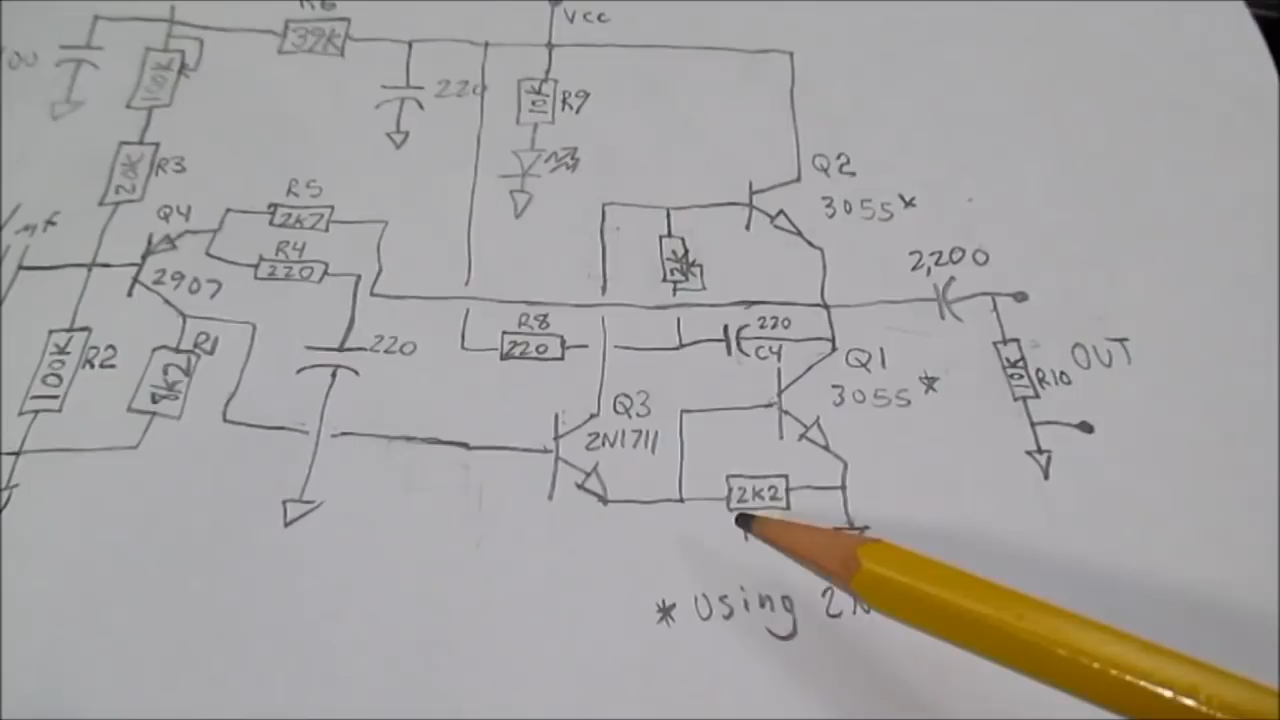 R6
Vcc
39K
100K
220
10K
R9
20K
R3
Q2
3055*
R5
2K7
Q4
R4
220
2907
2,200
R8
220
220
C4
220
R1
R2
100K
8K2
Q1
3055*
10K
R10
OUT
Q3
2N1711
2K2
* Using